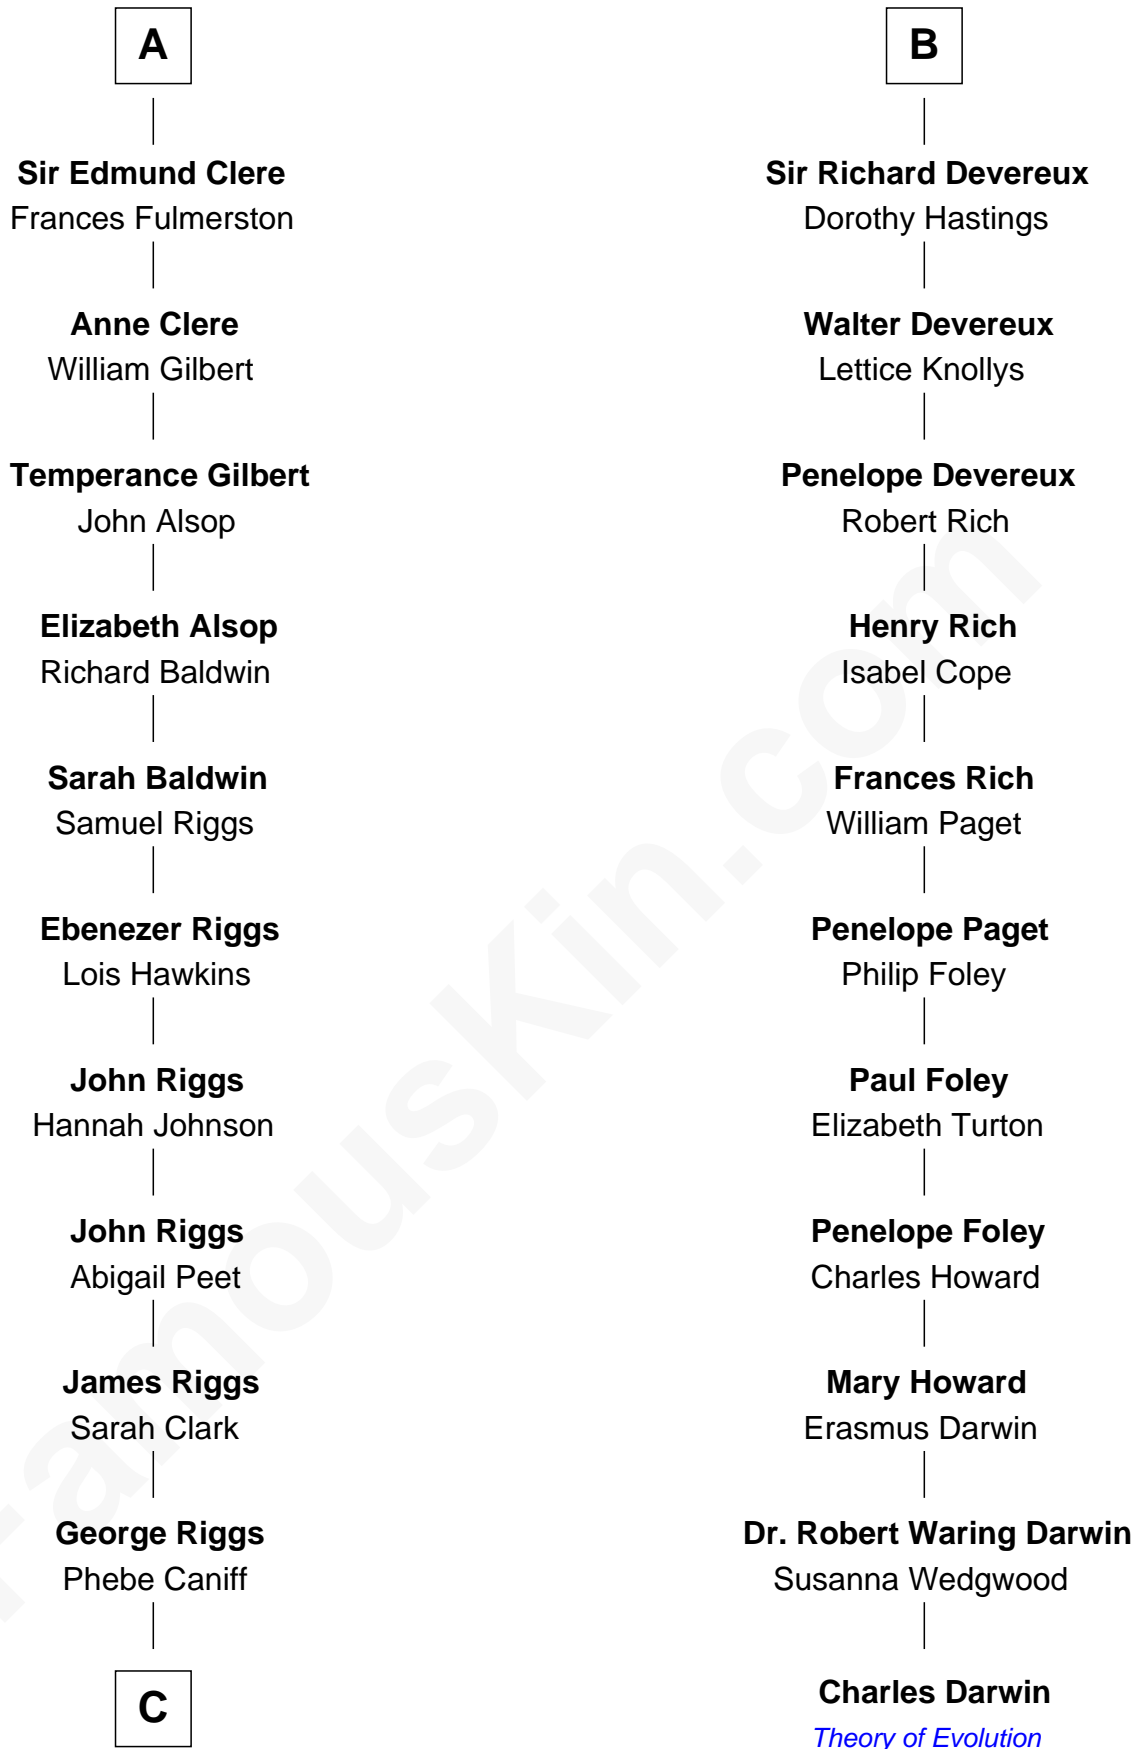 A
Sir Edmund Clere
Frances Fulmerston
Anne Clere
William Gilbert
Temperance Gilbert
John Alsop
Elizabeth Alsop
Richard Baldwin
Sarah Baldwin
Samuel Riggs
Ebenezer Riggs
Lois Hawkins
John Riggs
Hannah Johnson
John Riggs
Abigail Peet
James Riggs
Sarah Clark
George Riggs
Phebe Caniff
C
B
Sir Richard Devereux
Dorothy Hastings
Walter Devereux
Lettice Knollys
Penelope Devereux
Robert Rich
Henry Rich
Isabel Cope
Frances Rich
William Paget
Penelope Paget
Philip Foley
Paul Foley
Elizabeth Turton
Penelope Foley
Charles Howard
Mary Howard
Erasmus Darwin
Dr. Robert Waring Darwin
Susanna Wedgwood
Charles Darwin
Theory of Evolution
FamousKin.com